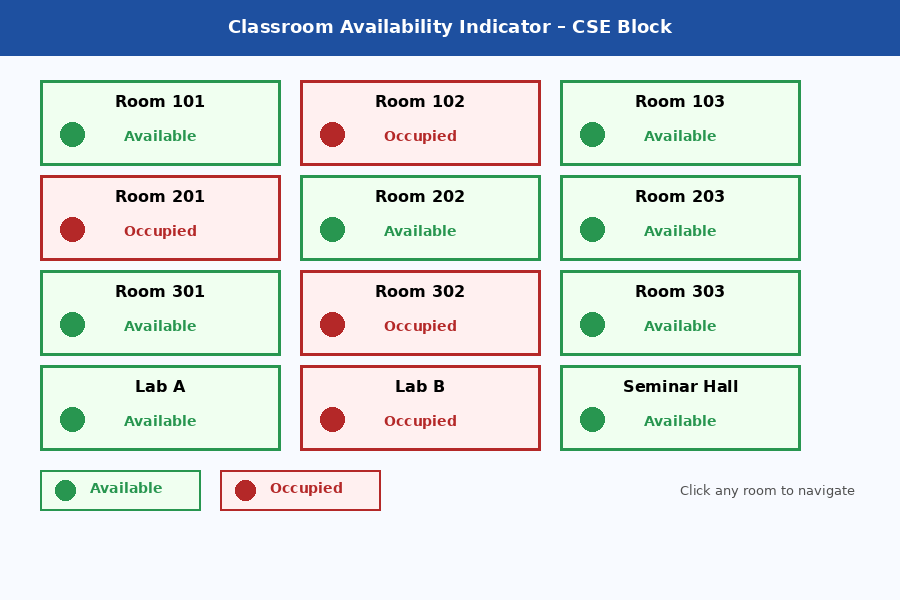 Classroom Availability Indicator – CSE Block
Room 101
Available
Room 102
Occupied
Room 103
Available
Room 201
Occupied
Room 202
Available
Room 203
Available
Room 301
Available
Room 302
Occupied
Room 303
Available
Lab A
Available
Lab B
Occupied
Seminar Hall
Available
Available
Occupied
Click any room to navigate